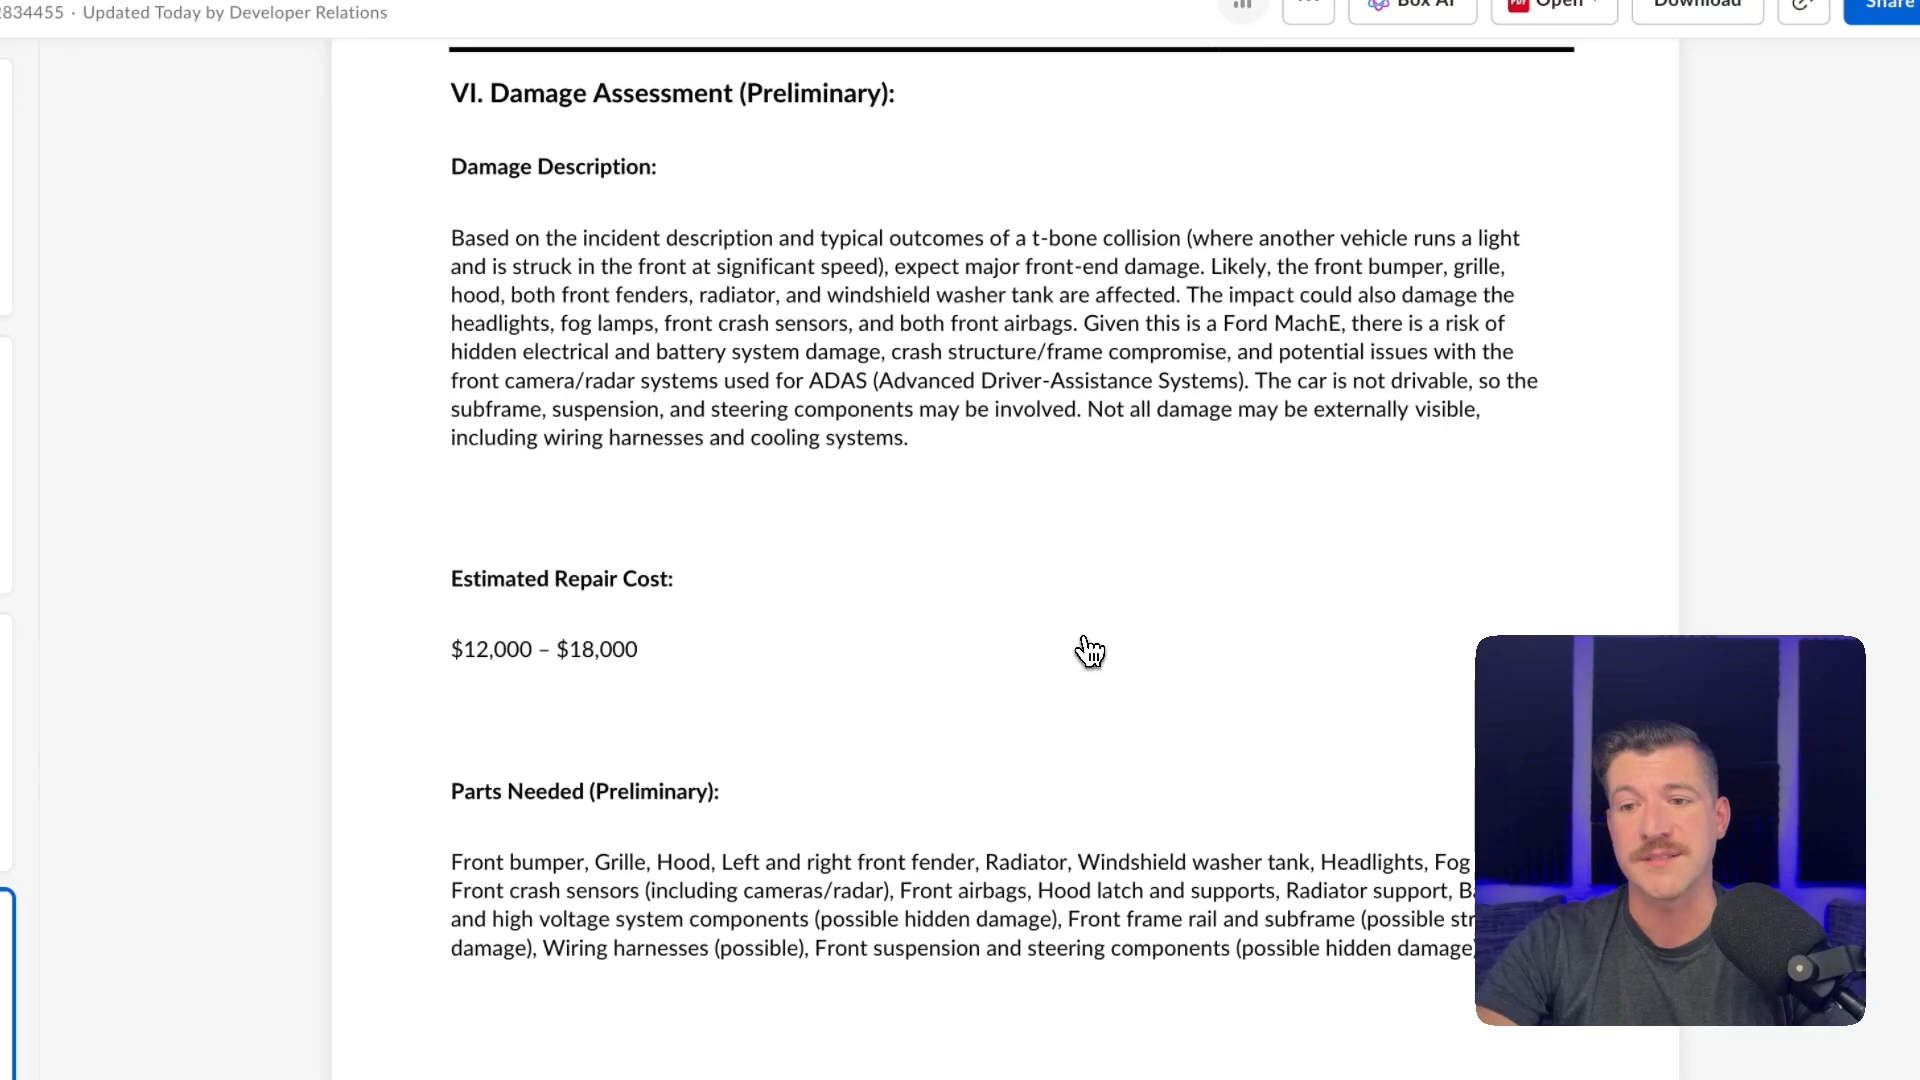 2834455 · Updated Today by Developer Relations
Box AI
Open
Download
Share
VI. Damage Assessment (Preliminary):
Damage Description:
Based on the incident description and typical outcomes of a t-bone collision (where another vehicle runs a light
and is struck in the front at significant speed), expect major front-end damage. Likely, the front bumper, grille,
hood, both front fenders, radiator, and windshield washer tank are affected. The impact could also damage the
headlights, fog lamps, front crash sensors, and both front airbags. Given this is a Ford MachE, there is a risk of
hidden electrical and battery system damage, crash structure/frame compromise, and potential issues with the
front camera/radar systems used for ADAS (Advanced Driver-Assistance Systems). The car is not drivable, so the
subframe, suspension, and steering components may be involved. Not all damage may be externally visible,
including wiring harnesses and cooling systems.
Estimated Repair Cost:
$12,000 – $18,000
Parts Needed (Preliminary):
Front bumper, Grille, Hood, Left and right front fender, Radiator, Windshield washer tank, Headlights, Fog
Front crash sensors (including cameras/radar), Front airbags, Hood latch and supports, Radiator support,
and high voltage system components (possible hidden damage), Front frame rail and subframe (possible
damage), Wiring harnesses (possible), Front suspension and steering components (possible hidden damage)